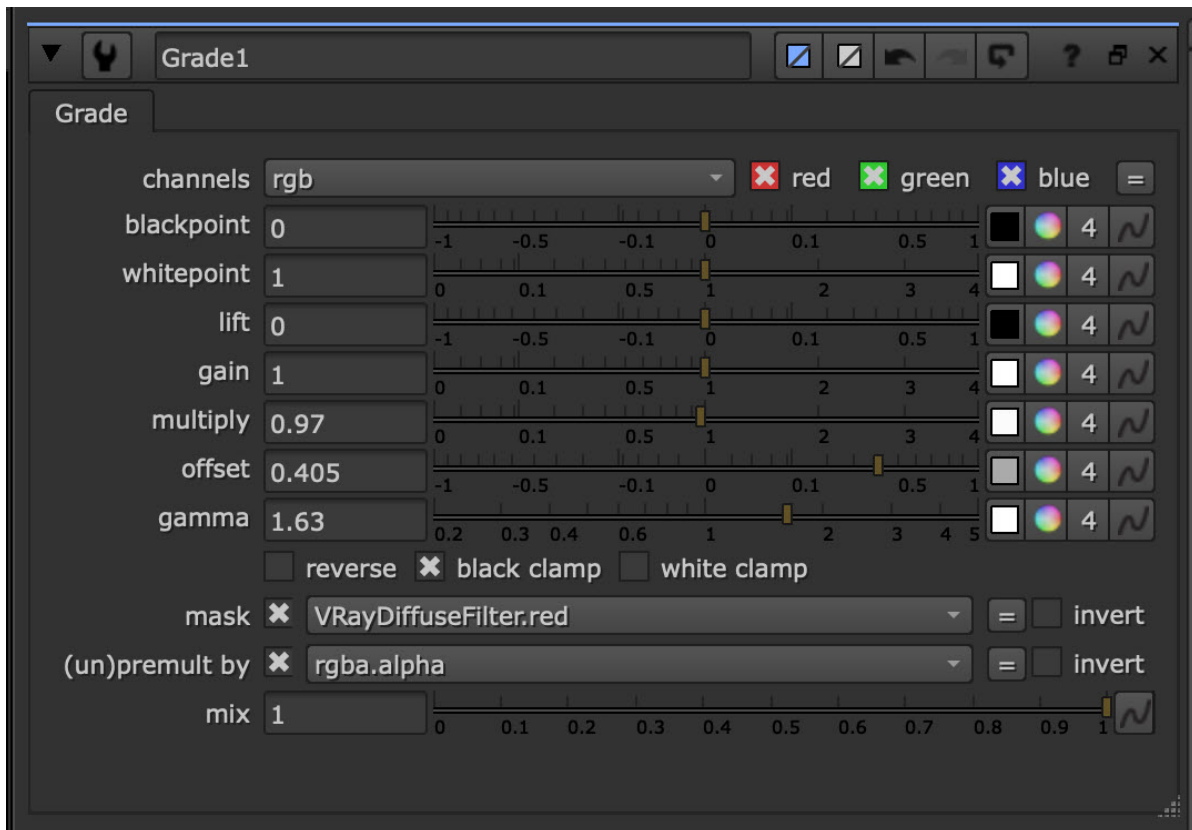 Grade1 ?
Grade
channels rgb red green blue =
blackpoint 0 4
-1 -0.5 -0.1 0 0.1 0.5 1
whitepoint 1 4
0 0.1 0.5 1 2 3 4
lift 0 4
-1 -0.5 -0.1 0 0.1 0.5 1
gain 1 4
0 0.1 0.5 1 2 3 4
multiply 0.97 4
0 0.1 0.5 1 2 3 4
offset 0.405 4
-1 -0.5 -0.1 0 0.1 0.5 1
gamma 1.63 4
0.2 0.3 0.4 0.6 1 2 3 4 5
reverse black clamp white clamp
mask VRayDiffuseFilter.red = invert
(un)premult by rgba.alpha = invert
mix 1
0 0.1 0.2 0.3 0.4 0.5 0.6 0.7 0.8 0.9 1